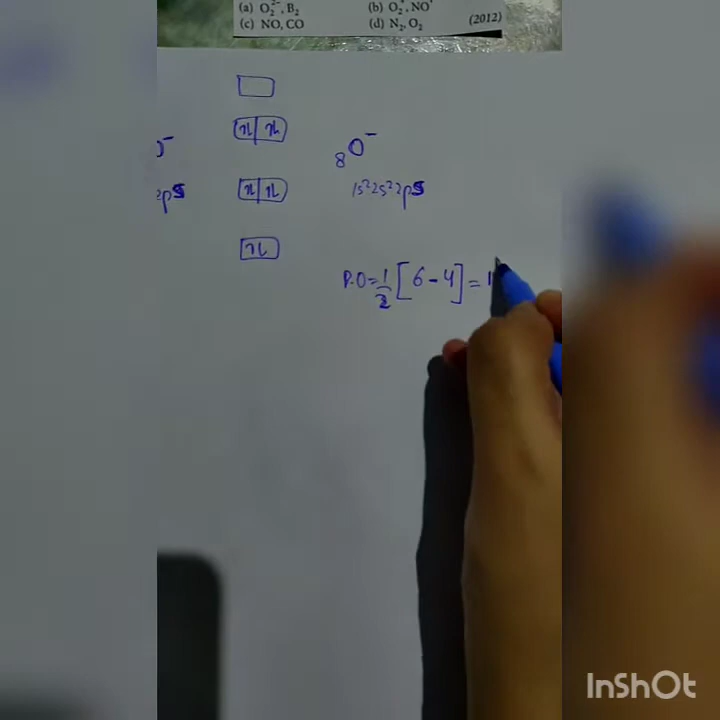 (a) O₂²⁻, B₂ (b) O₂⁺, NO⁺
(c) NO, CO (d) N₂, O₂ (2012)
₈O⁻
1s²2s²2p⁵
B.O = 1/2 [6 - 4] = 1
InShOt